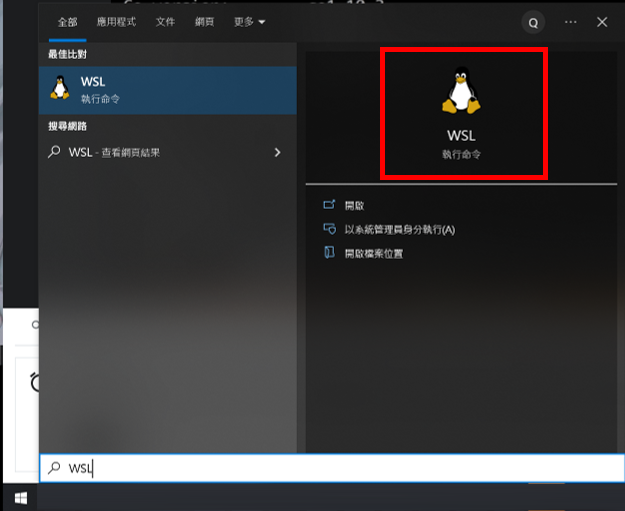 全部 應用程式 文件 網頁 更多 Q ... ×
最佳比對
WSL
執行命令
搜尋網路
WSL - 查看網頁結果
WSL
執行命令
開啟
以系統管理員身分執行(A)
開啟檔案位置
WSL